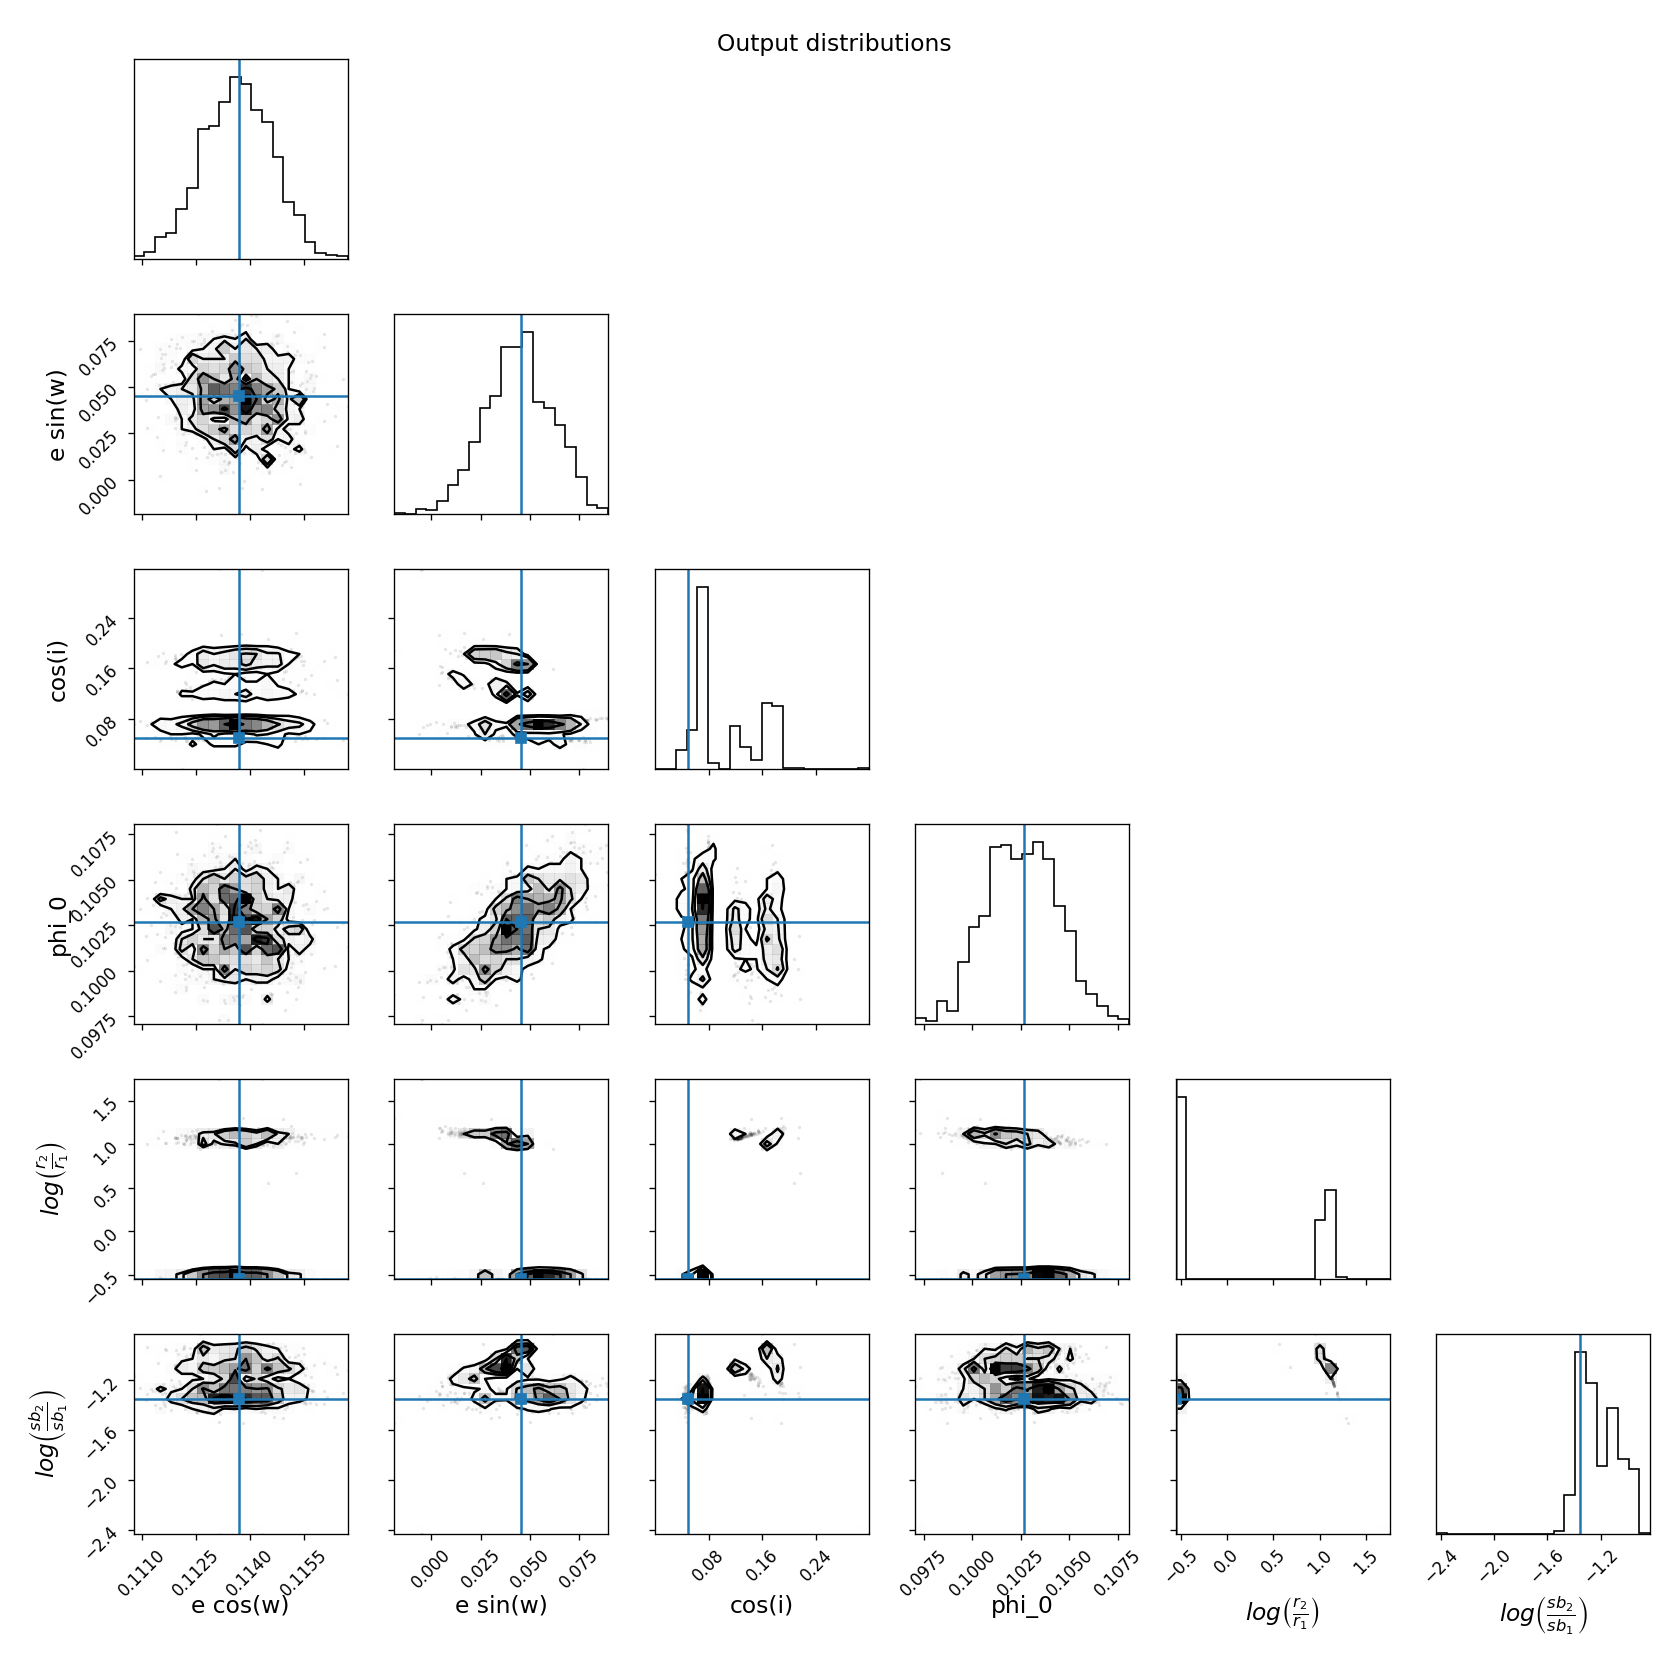 Output distributions
e sin(w)
0.075
0.050
0.025
0.000
cos(i)
0.24
0.16
0.08
phi_0
0.1075
0.1050
0.1025
0.1000
0.0975
log(r2/r1)
1.5
1.0
0.5
0.0
−0.5
log(sb2/sb1)
−1.2
−1.6
−2.0
−2.4
0.1110 0.1125 0.1140 0.1155 0.000 0.025 0.050 0.075 0.08 0.16 0.24 0.0975 0.1000 0.1025 0.1050 0.1075 −0.5 0.0 0.5 1.0 1.5 −2.4 −2.0 −1.6 −1.2
e cos(w) e sin(w) cos(i) phi_0 log(r2/r1) log(sb2/sb1)